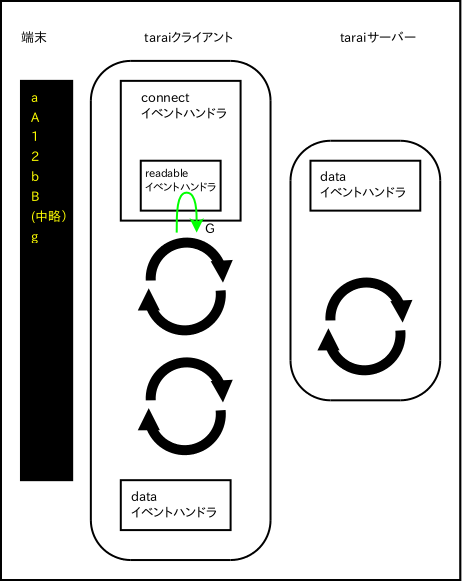 端末
taraiクライアント
taraiサーバー
a
A
1
2
b
B
(中略)
g
connect
イベントハンドラ
readable
イベントハンドラ
G
data
イベントハンドラ
data
イベントハンドラ